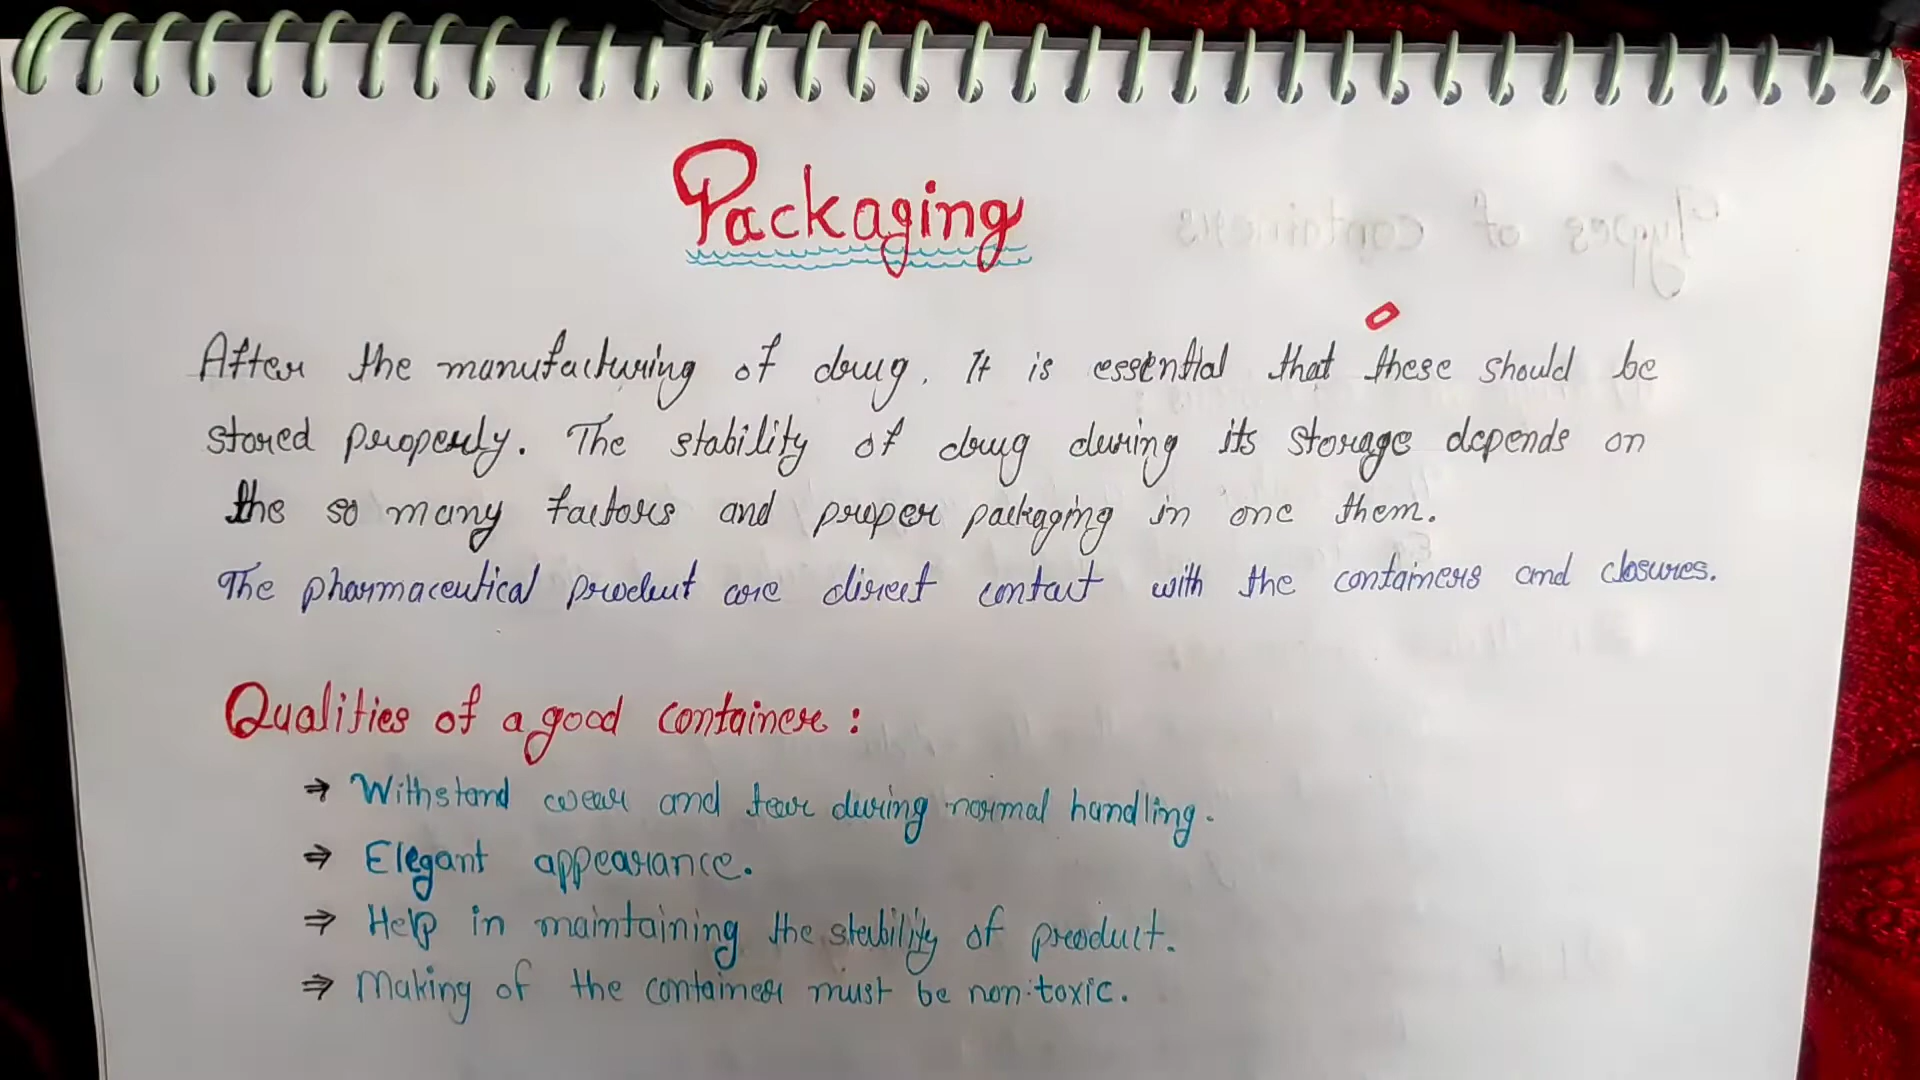 Packaging
Types of containers
After the manufacturing of drug. It is essential that these should be
stored properly. The stability of drug during its storage depends on
the so many factors and proper packaging in one them.
The pharmaceutical product are direct contact with the containers and closures.
Qualities of a good container :
⇒ Withstand wear and tear during normal handling.
⇒ Elegant appearance.
⇒ Help in maintaining the stability of product.
⇒ Making of the container must be non-toxic.